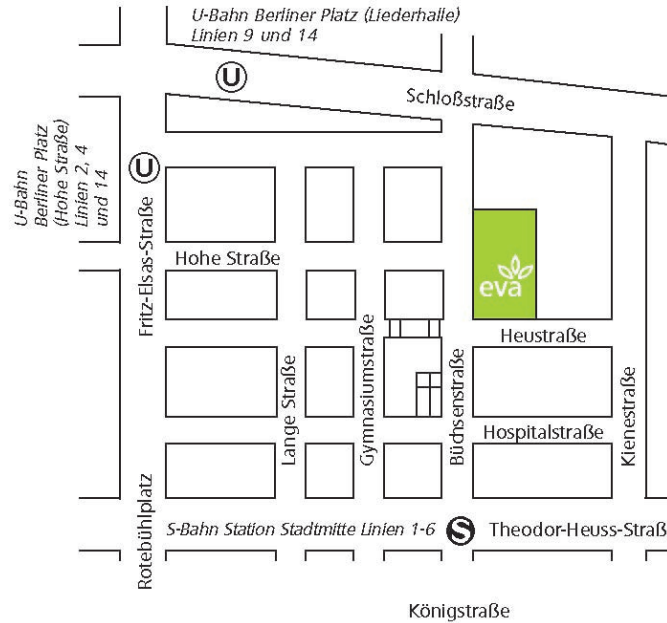 U-Bahn Berliner Platz (Liederhalle)
Linien 9 und 14
U
Schloßstraße
U-Bahn
Berliner Platz
(Hohe Straße)
Linien 2, 4
und 14
U
Fritz-Elsas-Straße
Hohe Straße
eva
Heustraße
Lange Straße
Gymnasiumstraße
Büchsenstraße
Kienestraße
Hospitalstraße
Rotebühlplatz
S-Bahn Station Stadtmitte Linien 1-6
S
Theodor-Heuss-Straß
Königstraße